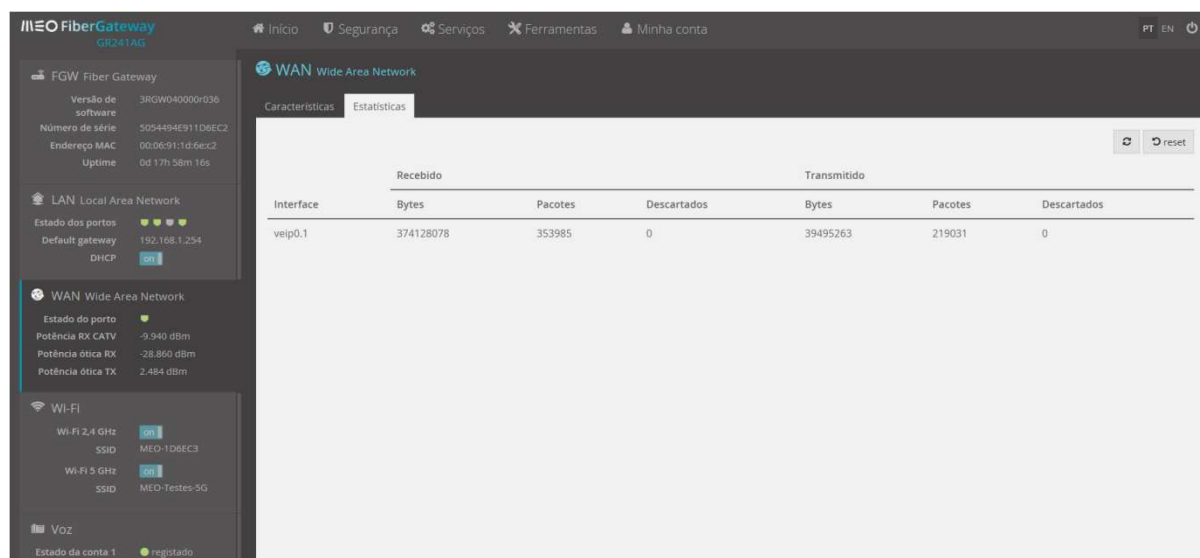 MEO FiberGateway
GR241AG
Início Segurança Serviços Ferramentas Minha conta PT EN
FGW Fiber Gateway
Versão de software 3RGW040000r036
Número de série 5054494E911D6EC2
Endereço MAC 00:06:91:1d:6e:c2
Uptime 0d 17h 58m 16s
LAN Local Area Network
Estado dos portos
Default gateway 192.168.1.254
DHCP on
WAN Wide Area Network
Estado do porto
Potência RX CATV -9.940 dBm
Potência ótica RX -28.860 dBm
Potência ótica TX 2.484 dBm
Wi-Fi
Wi-Fi 2,4 GHz on
SSID MEO-1D6EC3
Wi-Fi 5 GHz on
SSID MEO-Testes-5G
Voz
Estado da conta 1 registado
WAN Wide Area Network
Características Estatísticas
reset
Recebido Transmitido
Interface Bytes Pacotes Descartados Bytes Pacotes Descartados
veip0.1 374128078 353985 0 39495263 219031 0